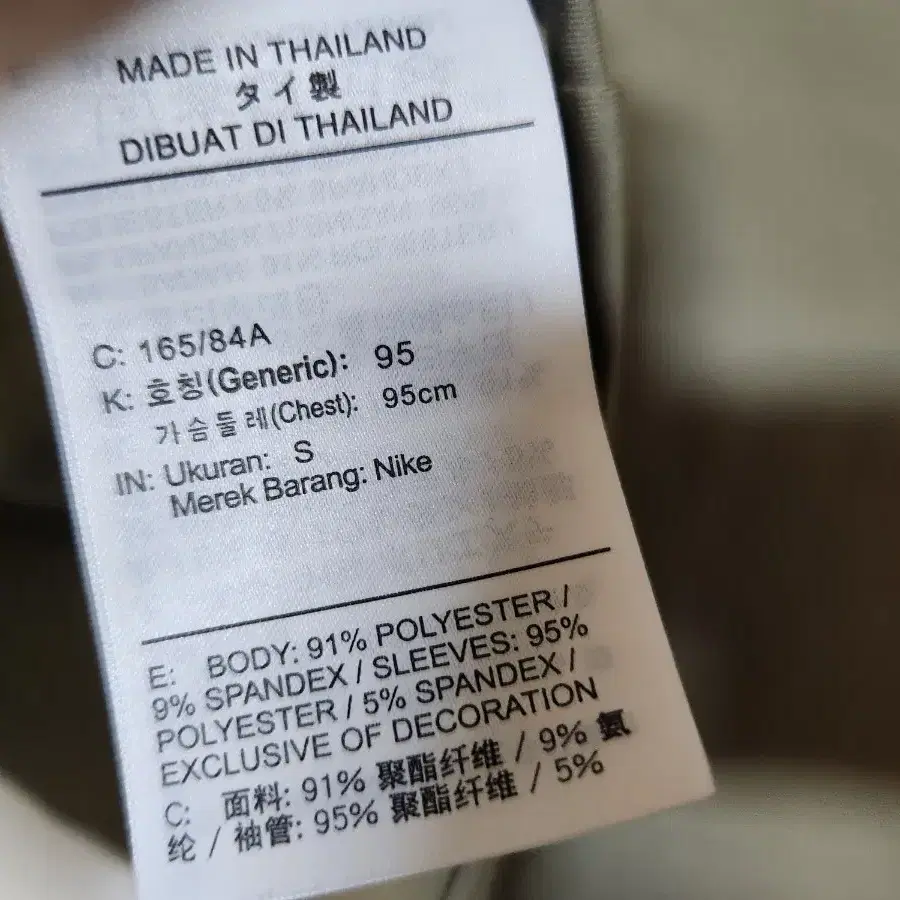 MADE IN THAILAND
タイ製
DIBUAT DI THAILAND
C: 165/84A
K: 호칭(Generic): 95
가슴둘레(Chest): 95cm
IN: Ukuran: S
Merek Barang: Nike
E: BODY: 91% POLYESTER /
9% SPANDEX / SLEEVES: 95%
POLYESTER / 5% SPANDEX /
EXCLUSIVE OF DECORATION
C: 面料: 91% 聚酯纤维 / 9% 氨
纶 / 袖管: 95% 聚酯纤维 / 5%